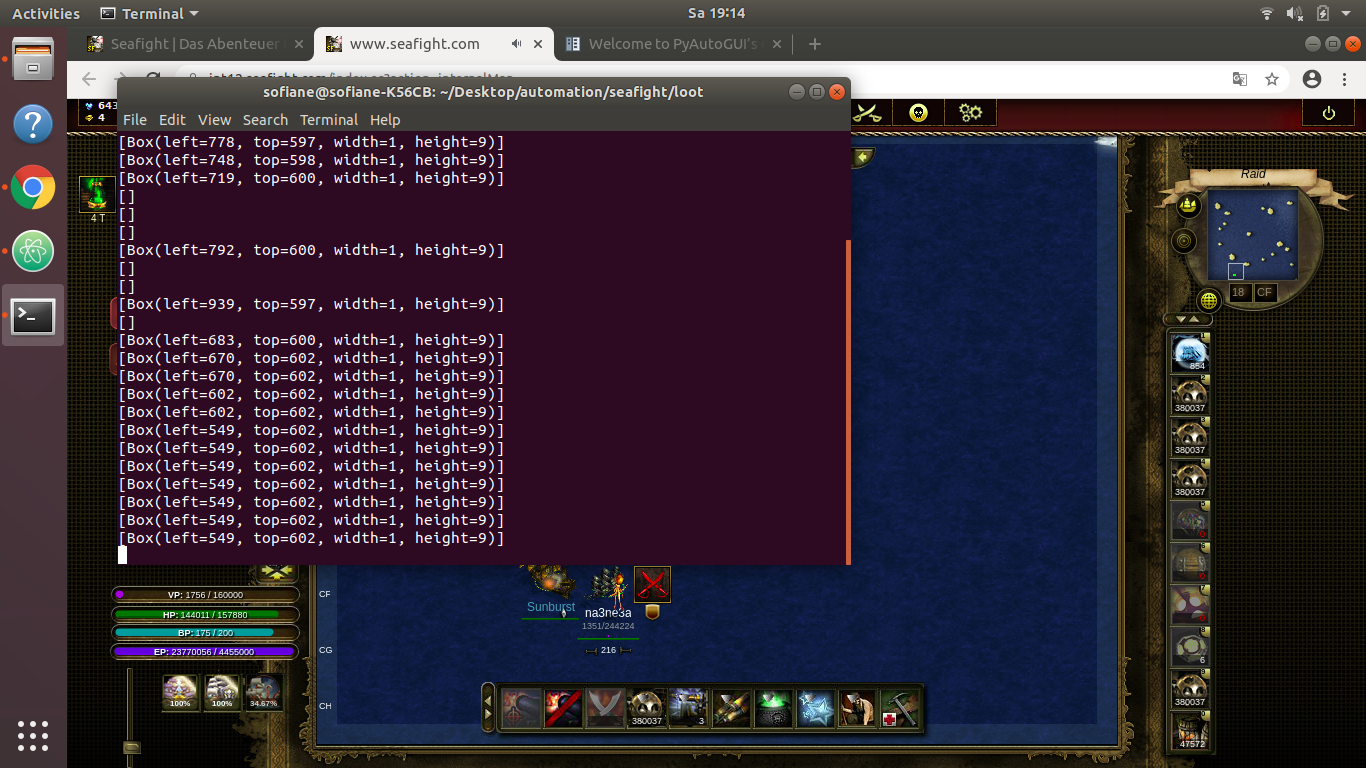 Activities
Terminal
Sa 19:14
Seafight | Das Abenteuer
www.seafight.com
Welcome to PyAutoGUI's
sofiane@sofiane-K56CB: ~/Desktop/automation/seafight/loot
File Edit View Search Terminal Help
643
4
[Box(left=778, top=597, width=1, height=9)]
[Box(left=748, top=598, width=1, height=9)]
[Box(left=719, top=600, width=1, height=9)]
[]
[]
[]
[Box(left=792, top=600, width=1, height=9)]
[]
[]
[Box(left=939, top=597, width=1, height=9)]
[]
[Box(left=683, top=600, width=1, height=9)]
[Box(left=670, top=602, width=1, height=9)]
[Box(left=670, top=602, width=1, height=9)]
[Box(left=602, top=602, width=1, height=9)]
[Box(left=602, top=602, width=1, height=9)]
[Box(left=549, top=602, width=1, height=9)]
[Box(left=549, top=602, width=1, height=9)]
[Box(left=549, top=602, width=1, height=9)]
[Box(left=549, top=602, width=1, height=9)]
[Box(left=549, top=602, width=1, height=9)]
[Box(left=549, top=602, width=1, height=9)]
[Box(left=549, top=602, width=1, height=9)]
4 T
Raid
18 CF
854
380037
380037
380037
6
380037
47572
VP: 1756 / 160000
HP: 144011 / 157880
BP: 175 / 200
EP: 23770056 / 4455000
100%
100%
34.67%
CF
CG
CH
Sunburst
na3ne3a
1351/244224
216
380037
3